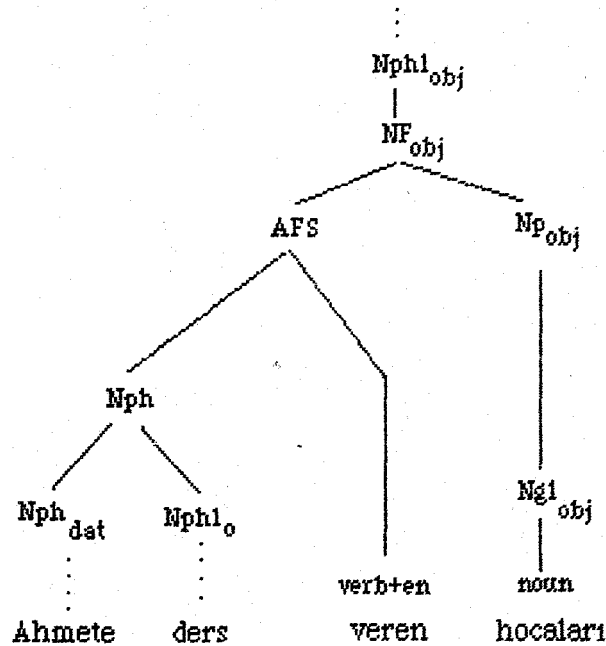 Nph1obj
NFobj
AFS Npobj
Nph
Nphdat Nph1o Ng1obj
verb+en noun
Ahmete ders veren hocaları